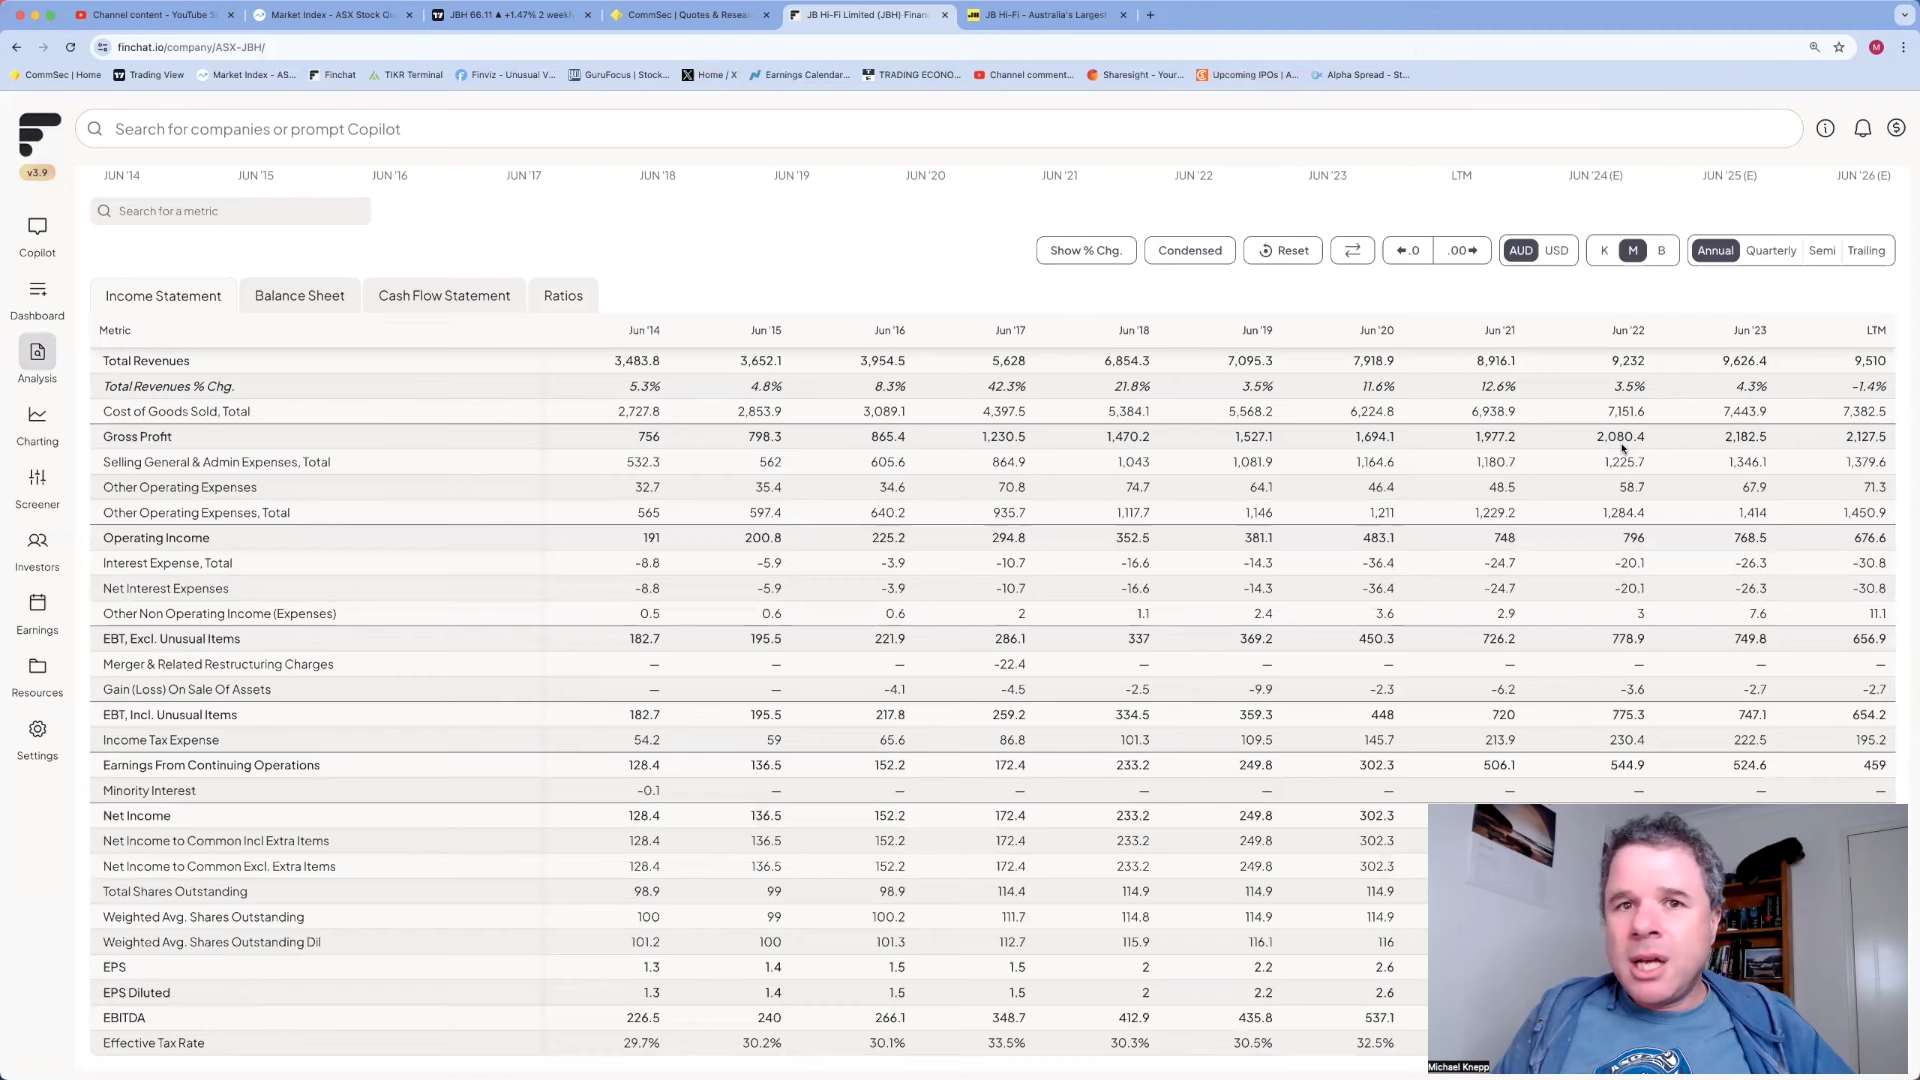 Channel content - YouTube S
Market Index - ASX Stock Qu
JBH 66.11 ▲ +1.47% 2 weekl
CommSec | Quotes & Resear
JB Hi-Fi Limited (JBH) Finan
JB Hi-Fi - Australia's Largest
finchat.io/company/ASX-JBH/
M
CommSec | Home
Trading View
Market Index - AS...
Finchat
TIKR Terminal
Finviz - Unusual V...
GuruFocus | Stock...
Home / X
Earnings Calendar...
TRADING ECONO...
Channel comment...
Sharesight - Your...
Upcoming IPOs | A...
Alpha Spread - St...
Search for companies or prompt Copilot
v3.9
JUN '14 JUN '15 JUN '16 JUN '17 JUN '18 JUN '19 JUN '20 JUN '21 JUN '22 JUN '23 LTM JUN '24 (E) JUN '25 (E) JUN '26 (E)
Search for a metric
Copilot
Dashboard
Analysis
Charting
Screener
Investors
Earnings
Resources
Settings
Show % Chg. Condensed Reset .0 .00 AUD USD K M B Annual Quarterly Semi Trailing
Income Statement Balance Sheet Cash Flow Statement Ratios
Metric Jun '14 Jun '15 Jun '16 Jun '17 Jun '18 Jun '19 Jun '20 Jun '21 Jun '22 Jun '23 LTM
Total Revenues 3,483.8 3,652.1 3,954.5 5,628 6,854.3 7,095.3 7,918.9 8,916.1 9,232 9,626.4 9,510
Total Revenues % Chg. 5.3% 4.8% 8.3% 42.3% 21.8% 3.5% 11.6% 12.6% 3.5% 4.3% -1.4%
Cost of Goods Sold, Total 2,727.8 2,853.9 3,089.1 4,397.5 5,384.1 5,568.2 6,224.8 6,938.9 7,151.6 7,443.9 7,382.5
Gross Profit 756 798.3 865.4 1,230.5 1,470.2 1,527.1 1,694.1 1,977.2 2,080.4 2,182.5 2,127.5
Selling General & Admin Expenses, Total 532.3 562 605.6 864.9 1,043 1,081.9 1,164.6 1,180.7 1,225.7 1,346.1 1,379.6
Other Operating Expenses 32.7 35.4 34.6 70.8 74.7 64.1 46.4 48.5 58.7 67.9 71.3
Other Operating Expenses, Total 565 597.4 640.2 935.7 1,117.7 1,146 1,211 1,229.2 1,284.4 1,414 1,450.9
Operating Income 191 200.8 225.2 294.8 352.5 381.1 483.1 748 796 768.5 676.6
Interest Expense, Total -8.8 -5.9 -3.9 -10.7 -16.6 -14.3 -36.4 -24.7 -20.1 -26.3 -30.8
Net Interest Expenses -8.8 -5.9 -3.9 -10.7 -16.6 -14.3 -36.4 -24.7 -20.1 -26.3 -30.8
Other Non Operating Income (Expenses) 0.5 0.6 0.6 2 1.1 2.4 3.6 2.9 3 7.6 11.1
EBT, Excl. Unusual Items 182.7 195.5 221.9 286.1 337 369.2 450.3 726.2 778.9 749.8 656.9
Merger & Related Restructuring Charges — — — -22.4 — — — — — — —
Gain (Loss) On Sale Of Assets — — -4.1 -4.5 -2.5 -9.9 -2.3 -6.2 -3.6 -2.7 -2.7
EBT, Incl. Unusual Items 182.7 195.5 217.8 259.2 334.5 359.3 448 720 775.3 747.1 654.2
Income Tax Expense 54.2 59 65.6 86.8 101.3 109.5 145.7 213.9 230.4 222.5 195.2
Earnings From Continuing Operations 128.4 136.5 152.2 172.4 233.2 249.8 302.3 506.1 544.9 524.6 459
Minority Interest -0.1 — — — — — — — — — —
Net Income 128.4 136.5 152.2 172.4 233.2 249.8 302.3
Net Income to Common Incl Extra Items 128.4 136.5 152.2 172.4 233.2 249.8 302.3
Net Income to Common Excl. Extra Items 128.4 136.5 152.2 172.4 233.2 249.8 302.3
Total Shares Outstanding 98.9 99 98.9 114.4 114.9 114.9 114.9
Weighted Avg. Shares Outstanding 100 99 100.2 111.7 114.8 114.9 114.9
Weighted Avg. Shares Outstanding Dil 101.2 100 101.3 112.7 115.9 116.1 116
EPS 1.3 1.4 1.5 1.5 2 2.2 2.6
EPS Diluted 1.3 1.4 1.5 1.5 2 2.2 2.6
EBITDA 226.5 240 266.1 348.7 412.9 435.8 537.1
Effective Tax Rate 29.7% 30.2% 30.1% 33.5% 30.3% 30.5% 32.5%
Michael Knepp